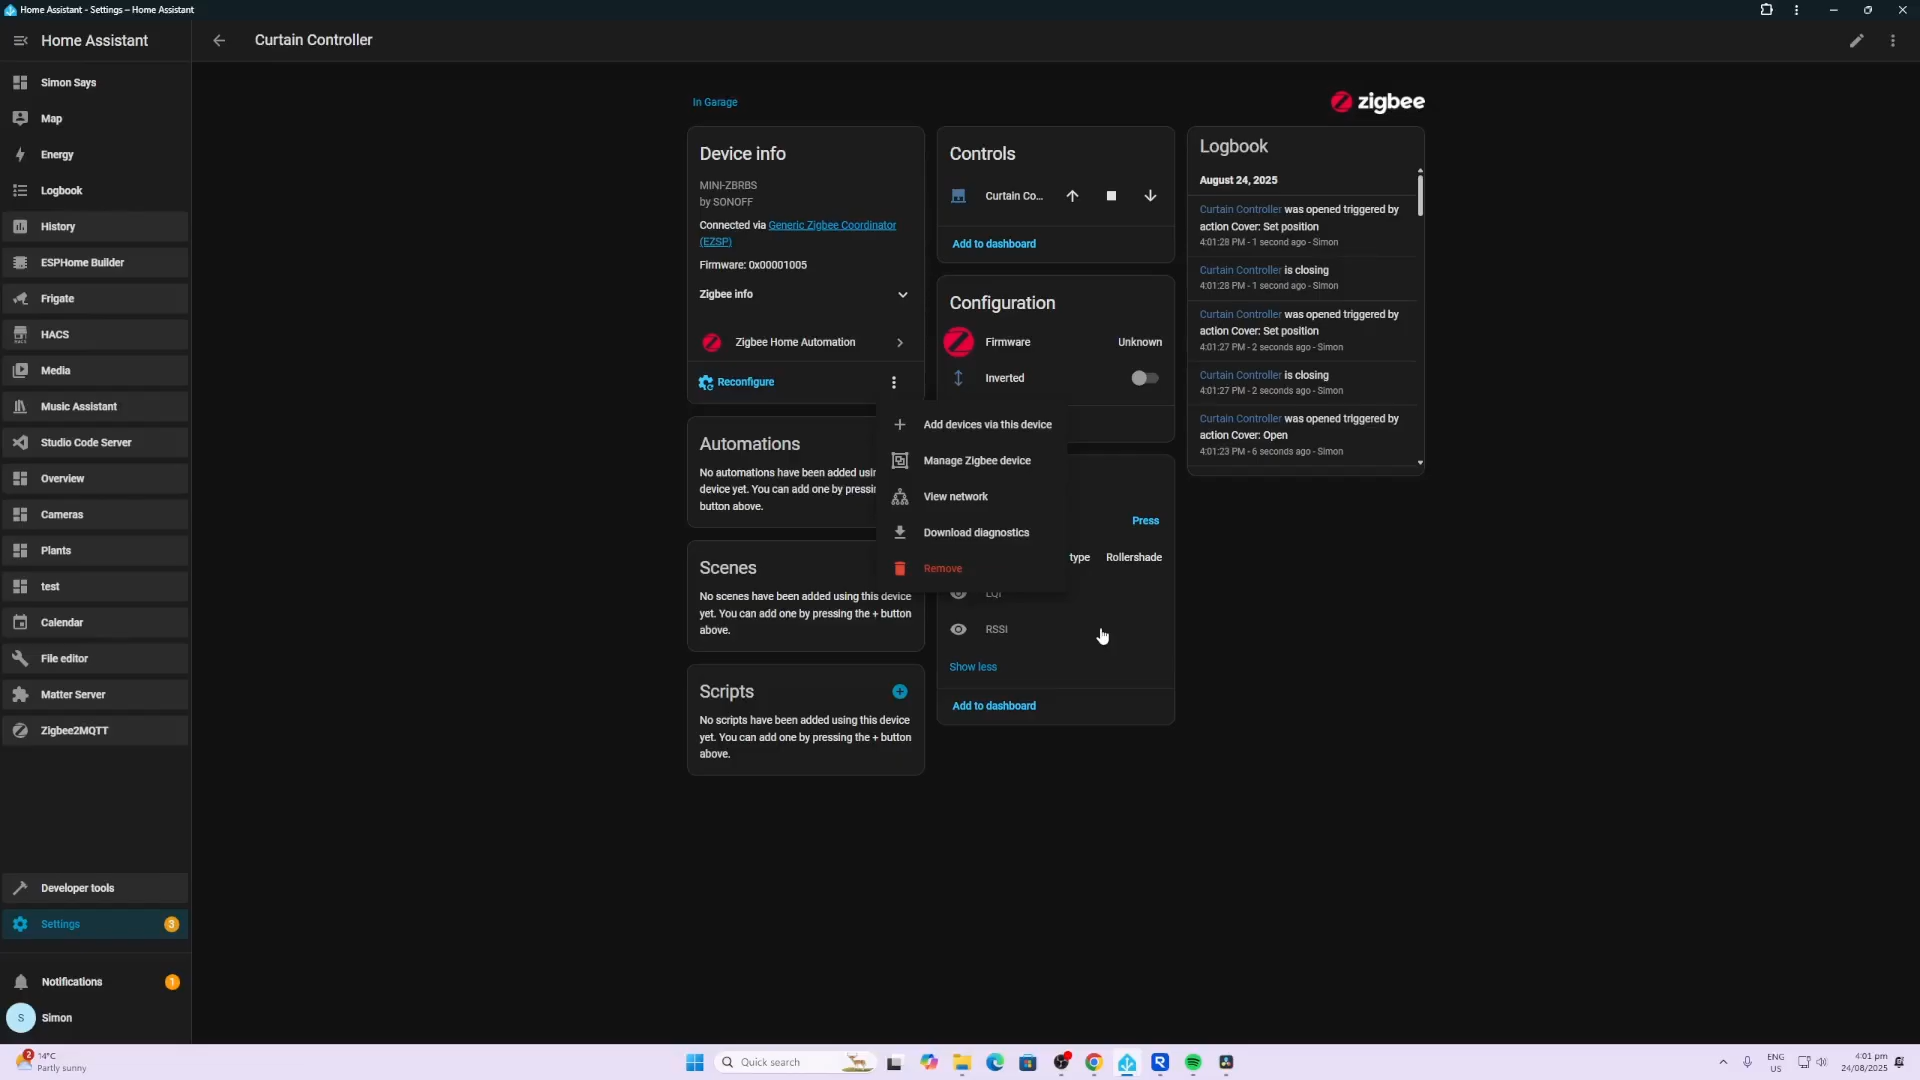 Home Assistant - Settings – Home Assistant
Home Assistant
Curtain Controller
Simon Says
Map
Energy
Logbook
History
ESPHome Builder
Frigate
HACS
Media
Music Assistant
Studio Code Server
Overview
Cameras
Plants
test
Calendar
File editor
Matter Server
Zigbee2MQTT
Developer tools
Settings
3
Notifications
1
S
Simon
In Garage
zigbee
Device info
MINI-ZBRBS
by SONOFF
Connected via Generic Zigbee Coordinator
(EZSP)
Firmware: 0x00001005
Zigbee info
Zigbee Home Automation
Reconfigure
Automations
No automations have been added usin
device yet. You can add one by pressin
button above.
Scenes
No scenes have been added using this device
yet. You can add one by pressing the + button
above.
Scripts
No scripts have been added using this device
yet. You can add one by pressing the + button
above.
Add devices via this device
Manage Zigbee device
View network
Download diagnostics
Remove
Controls
Curtain Co...
Add to dashboard
Configuration
Firmware Unknown
Inverted
Press
type Rollershade
LQI
RSSI
Show less
Add to dashboard
Logbook
August 24, 2025
Curtain Controller was opened triggered by
action Cover: Set position
4:01:28 PM - 1 second ago - Simon
Curtain Controller is closing
4:01:28 PM - 1 second ago - Simon
Curtain Controller was opened triggered by
action Cover: Set position
4:01:27 PM - 2 seconds ago - Simon
Curtain Controller is closing
4:01:27 PM - 2 seconds ago - Simon
Curtain Controller was opened triggered by
action Cover: Open
4:01:23 PM - 6 seconds ago - Simon
2
14°C
Partly sunny
Quick search
ENG
US
4:01 pm
24/08/2025